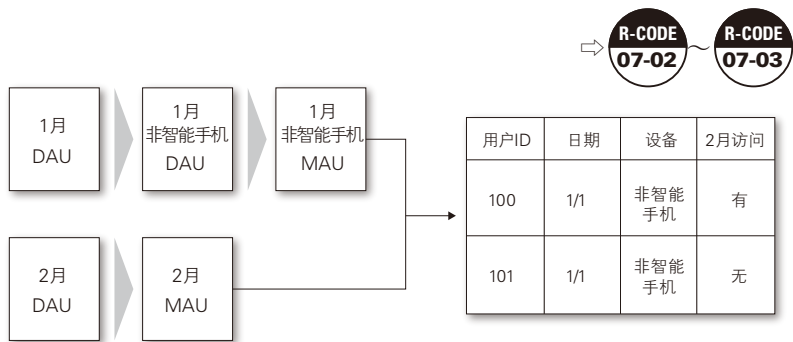 ⇨ R-CODE 07-02 ~ R-CODE 07-03
1月
DAU
1月
非智能手机
DAU
1月
非智能手机
MAU
2月
DAU
2月
MAU
用户ID 日期 设备 2月访问
100 1/1 非智能
手机 有
101 1/1 非智能
手机 无